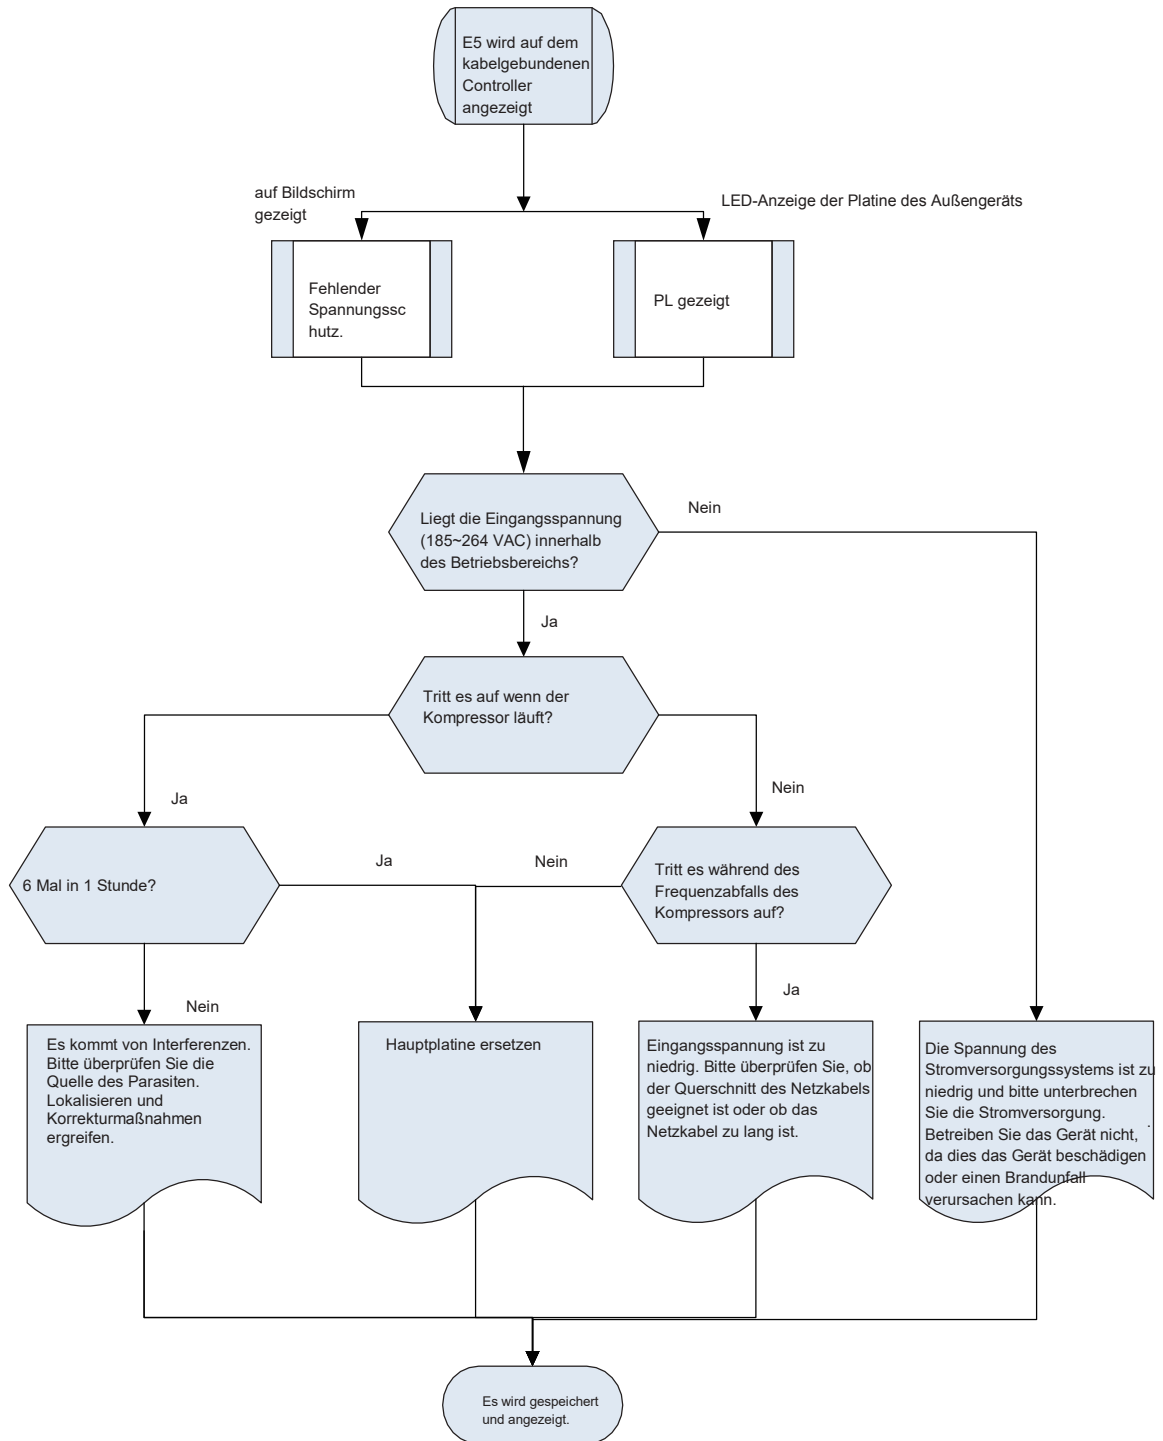 E5 wird auf dem
kabelgebundenen
Controller
angezeigt
auf Bildschirm
gezeigt
LED-Anzeige der Platine des Außengeräts
Fehlender
Spannungssc
hutz.
PL gezeigt
Liegt die Eingangsspannung
(185~264 VAC) innerhalb
des Betriebsbereichs?
Nein
Ja
Tritt es auf wenn der
Kompressor läuft?
Ja
Nein
6 Mal in 1 Stunde?
Ja
Nein
Tritt es während des
Frequenzabfalls des
Kompressors auf?
Nein
Ja
Es kommt von Interferenzen.
Bitte überprüfen Sie die
Quelle des Parasiten.
Lokalisieren und
Korrekturmaßnahmen
ergreifen.
Hauptplatine ersetzen
Eingangsspannung ist zu
niedrig. Bitte überprüfen Sie, ob
der Querschnitt des Netzkabels
geeignet ist oder ob das
Netzkabel zu lang ist.
Die Spannung des
Stromversorgungssystems ist zu
niedrig und bitte unterbrechen
Sie die Stromversorgung.
Betreiben Sie das Gerät nicht,
da dies das Gerät beschädigen
oder einen Brandunfall
verursachen kann.
Es wird gespeichert
und angezeigt.